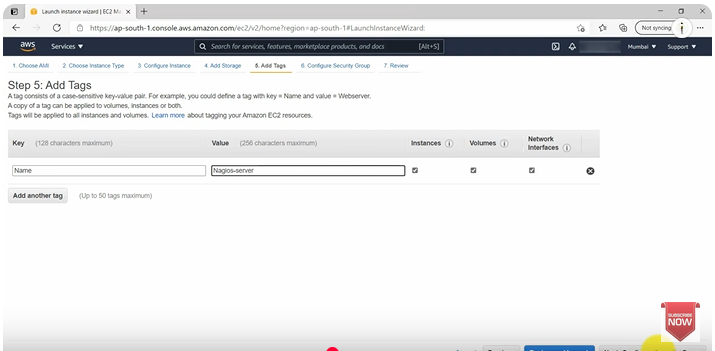 Launch instance wizard | EC2 Ma
https://ap-south-1.console.aws.amazon.com/ec2/v2/home?region=ap-south-1#LaunchInstanceWizard:
Not syncing
aws
Services
Search for services, features, marketplace products, and docs
[Alt+S]
Mumbai
Support
1. Choose AMI
2. Choose Instance Type
3. Configure Instance
4. Add Storage
5. Add Tags
6. Configure Security Group
7. Review
Step 5: Add Tags
A tag consists of a case-sensitive key-value pair. For example, you could define a tag with key = Name and value = Webserver.
A copy of a tag can be applied to volumes, instances or both.
Tags will be applied to all instances and volumes. Learn more about tagging your Amazon EC2 resources.
Key (128 characters maximum)
Value (256 characters maximum)
Instances
Volumes
Network
Interfaces
Name
Nagios-server
Add another tag
(Up to 50 tags maximum)
SUBSCRIBE
NOW